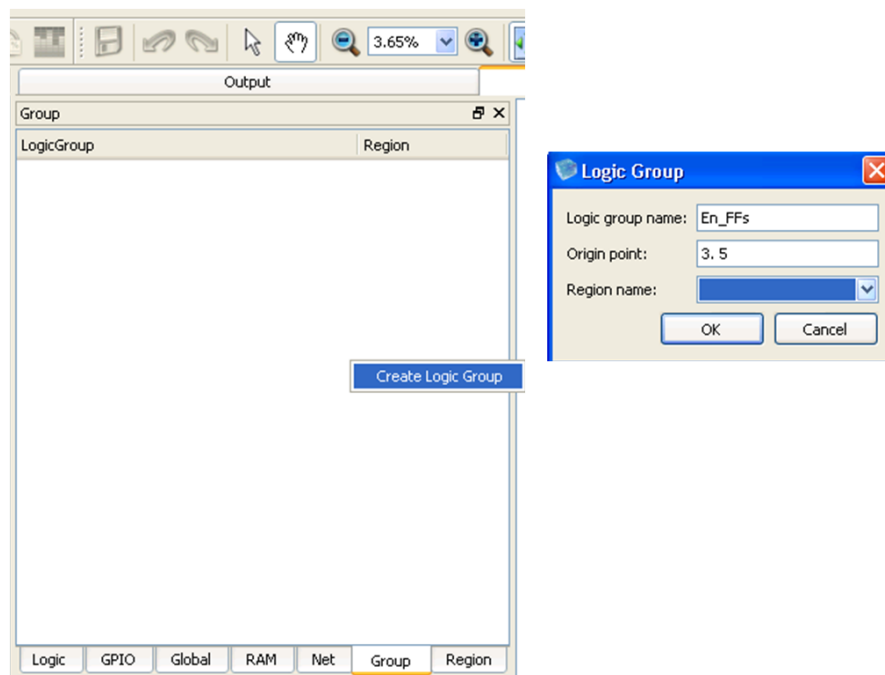 3.65%
Output
Group
LogicGroup Region
Create Logic Group
Logic GPIO Global RAM Net Group Region
Logic Group
Logic group name: En_FFs
Origin point: 3. 5
Region name:
OK Cancel